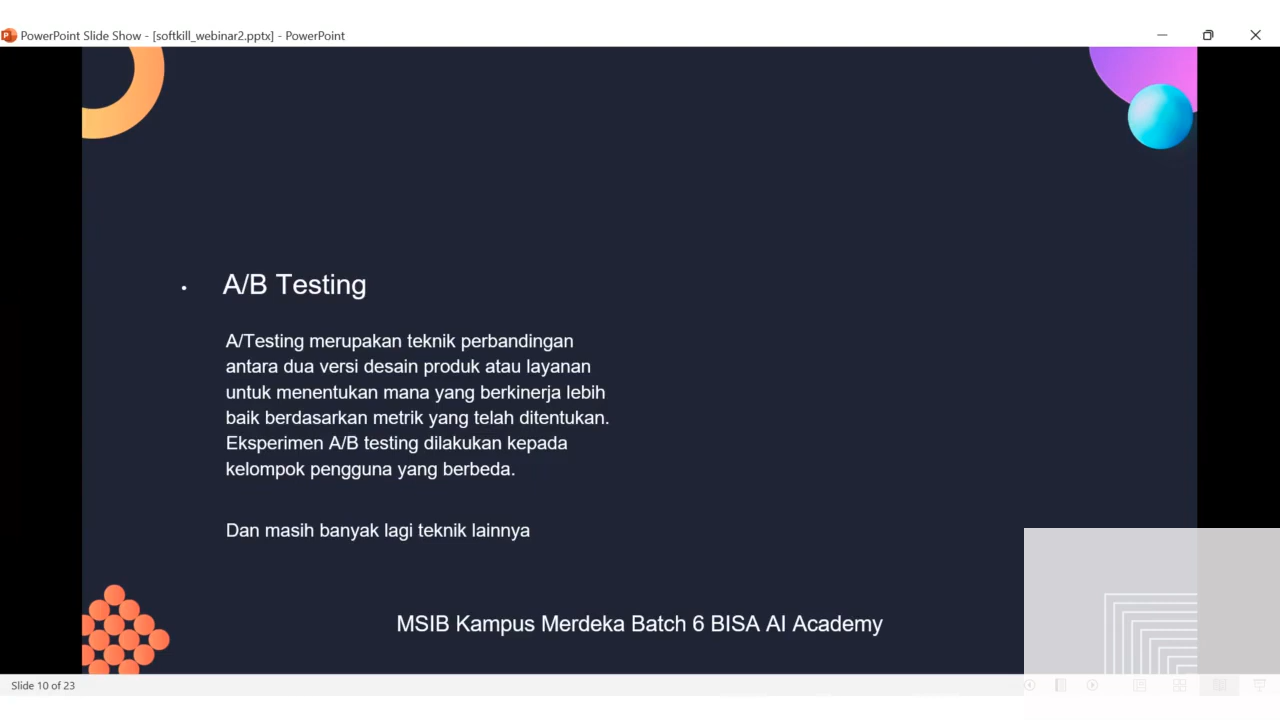 PowerPoint Slide Show - [softkill_webinar2.pptx] - PowerPoint
• A/B Testing
A/Testing merupakan teknik perbandingan
antara dua versi desain produk atau layanan
untuk menentukan mana yang berkinerja lebih
baik berdasarkan metrik yang telah ditentukan.
Eksperimen A/B testing dilakukan kepada
kelompok pengguna yang berbeda.
Dan masih banyak lagi teknik lainnya
MSIB Kampus Merdeka Batch 6 BISA AI Academy
Slide 10 of 23